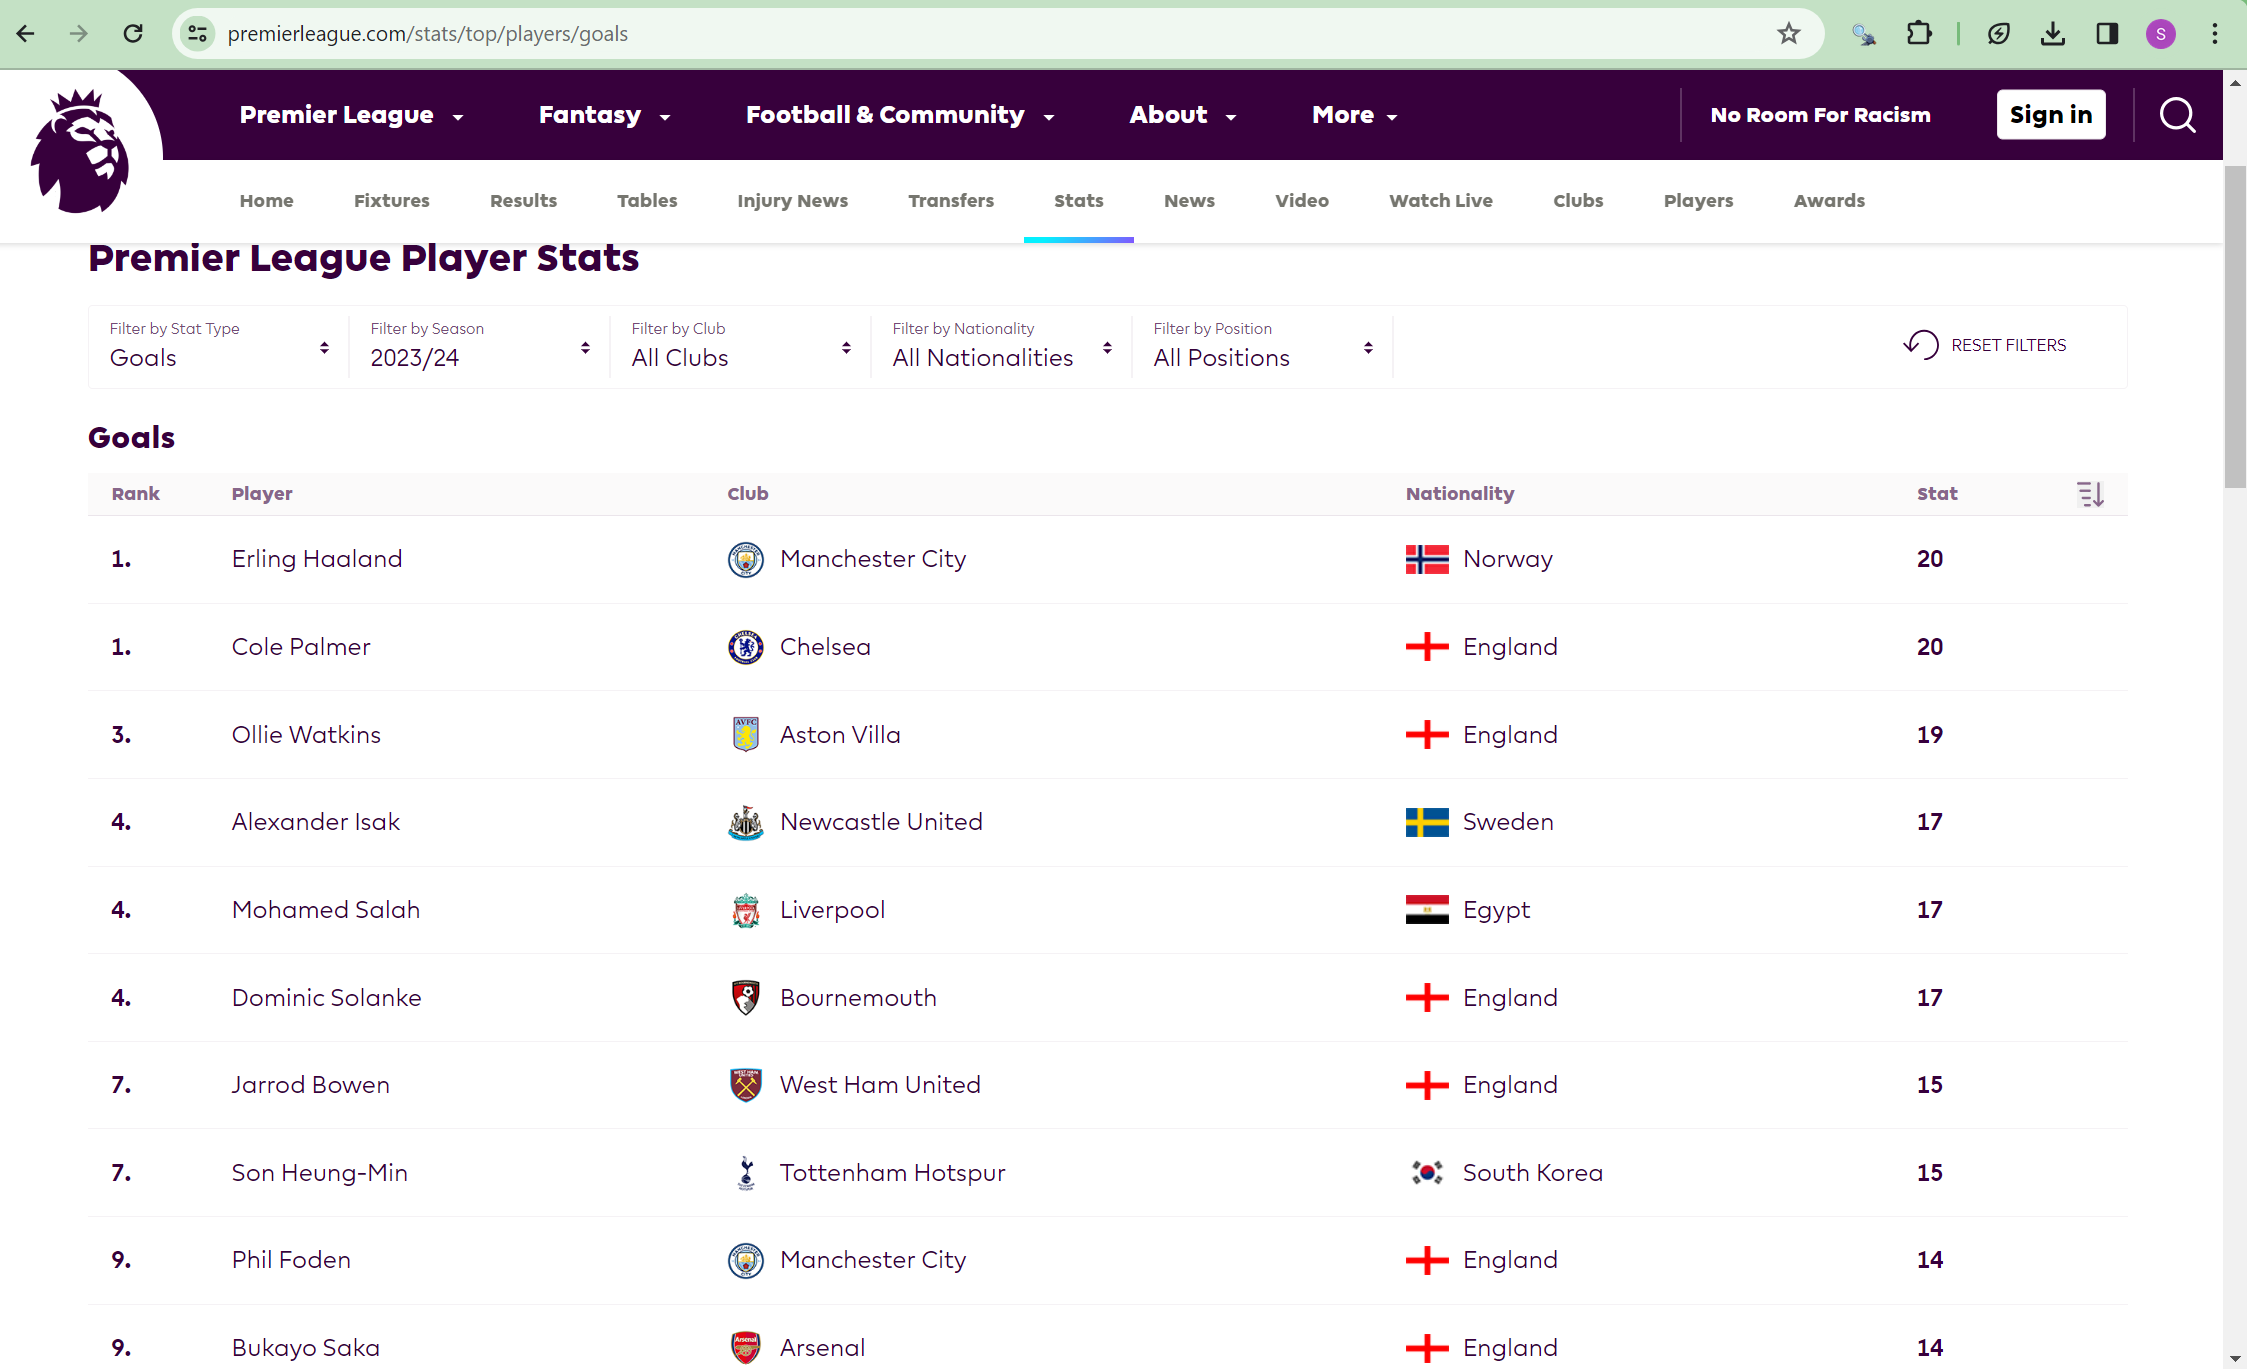 premierleague.com/stats/top/players/goals
S
Premier League Fantasy Football & Community About More No Room For Racism Sign in
Home Fixtures Results Tables Injury News Transfers Stats News Video Watch Live Clubs Players Awards
Premier League Player Stats
Filter by Stat Type Filter by Season Filter by Club Filter by Nationality Filter by Position
Goals 2023/24 All Clubs All Nationalities All Positions RESET FILTERS
Goals
Rank Player Club Nationality Stat
1. Erling Haaland Manchester City Norway 20
1. Cole Palmer Chelsea England 20
3. Ollie Watkins Aston Villa England 19
4. Alexander Isak Newcastle United Sweden 17
4. Mohamed Salah Liverpool Egypt 17
4. Dominic Solanke Bournemouth England 17
7. Jarrod Bowen West Ham United England 15
7. Son Heung-Min Tottenham Hotspur South Korea 15
9. Phil Foden Manchester City England 14
9. Bukayo Saka Arsenal England 14